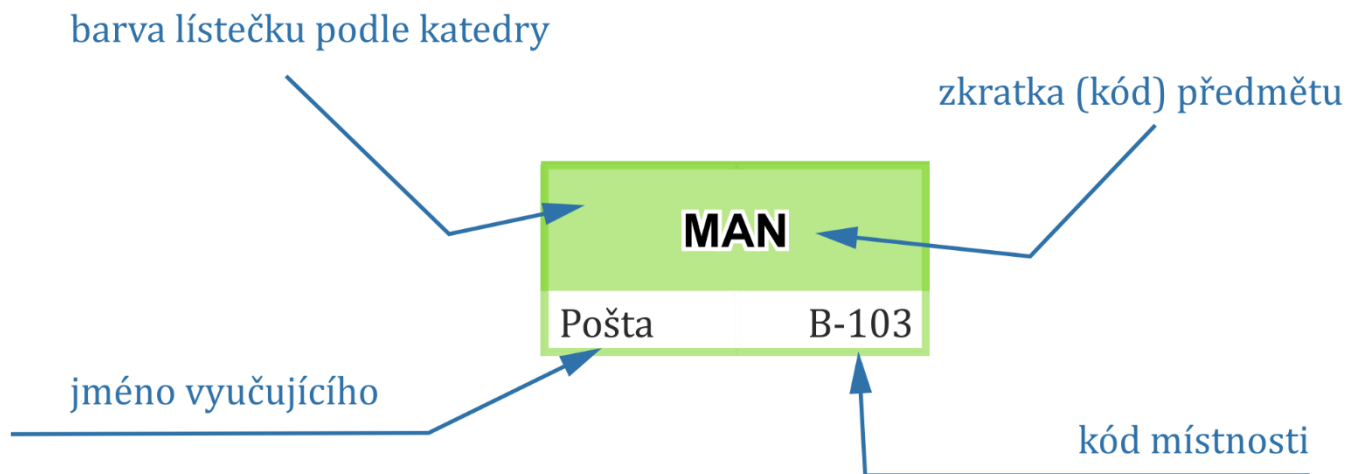 barva lístečku podle katedry
zkratka (kód) předmětu
MAN
Pošta B-103
jméno vyučujícího
kód místnosti